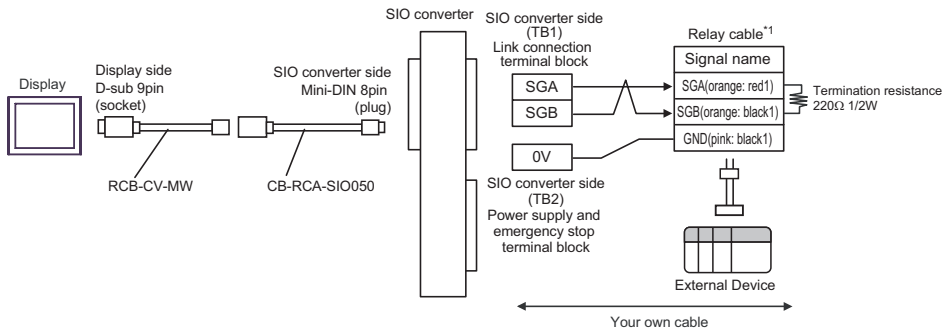 SIO converter
SIO converter side
(TB1)
Link connection
terminal block
Relay cable*1
Signal name
SGA
SGB
SGA(orange: red1)
SGB(orange: black1)
GND(pink: black1)
Termination resistance
220Ω 1/2W
Display
Display side
D-sub 9pin
(socket)
SIO converter side
Mini-DIN 8pin
(plug)
RCB-CV-MW
CB-RCA-SIO050
0V
SIO converter side
(TB2)
Power supply and
emergency stop
terminal block
External Device
Your own cable